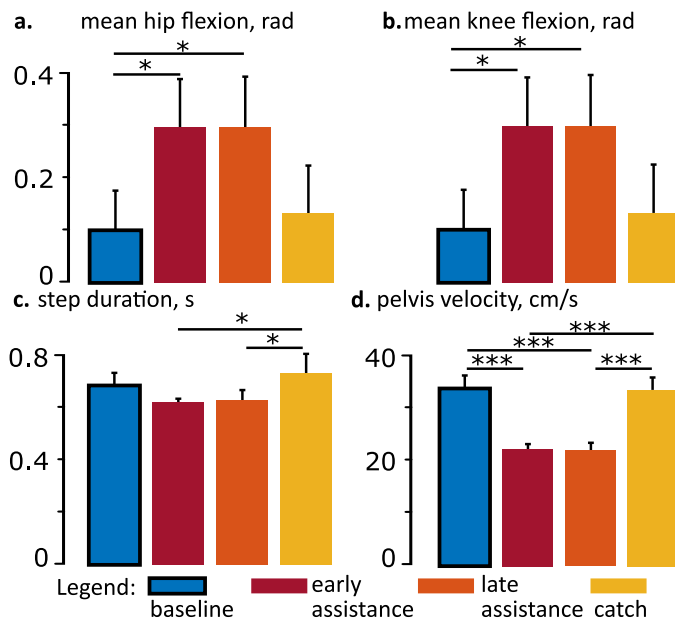 a. mean hip flexion, rad
b. mean knee flexion, rad
*
*
*
*
0.4
0.2
0
c. step duration, s
d. pelvis velocity, cm/s
*
*
***
***
***
***
0.8
0.4
0
40
20
0
Legend: baseline
early assistance
late assistance
catch